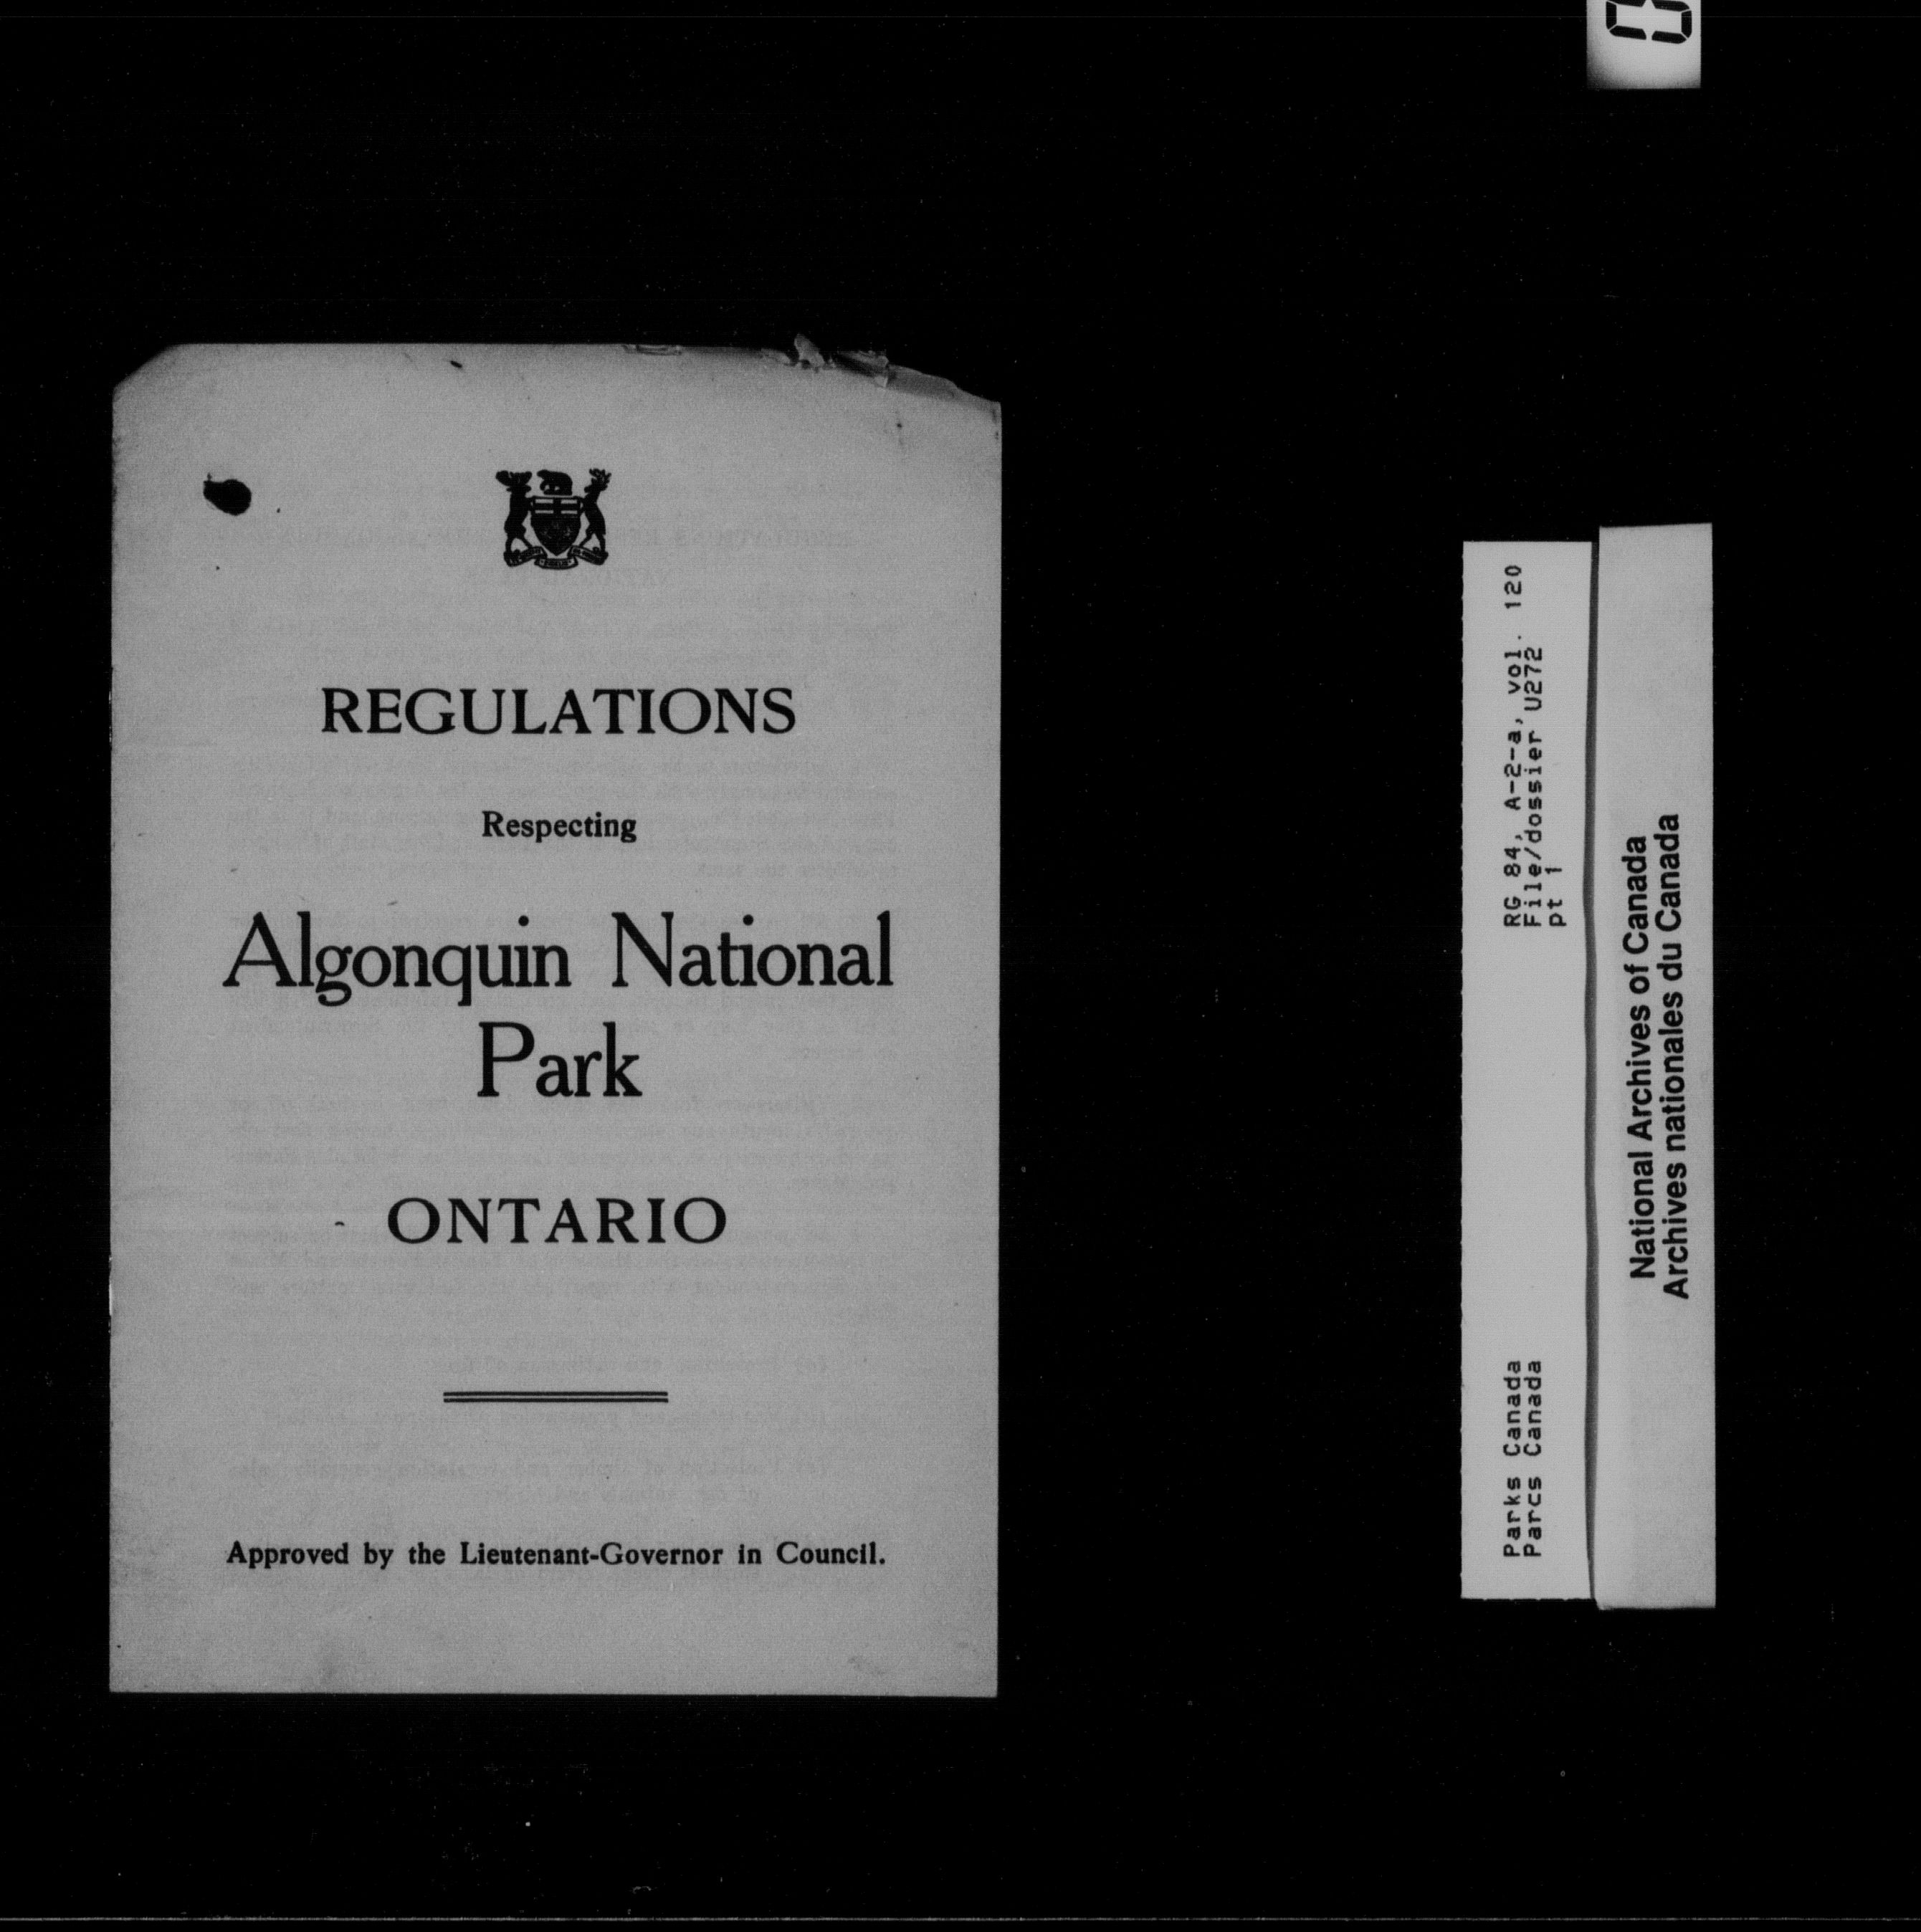 REGULATIONS
Respecting
Algonquin National
Park
ONTARIO
Approved by the Lieutenant-Governor in Council.
Parks Canada
Parcs Canada
RG 84, A-2-a, vol. 120
File/dossier U272
pt 1
National Archives of Canada
Archives nationales du Canada